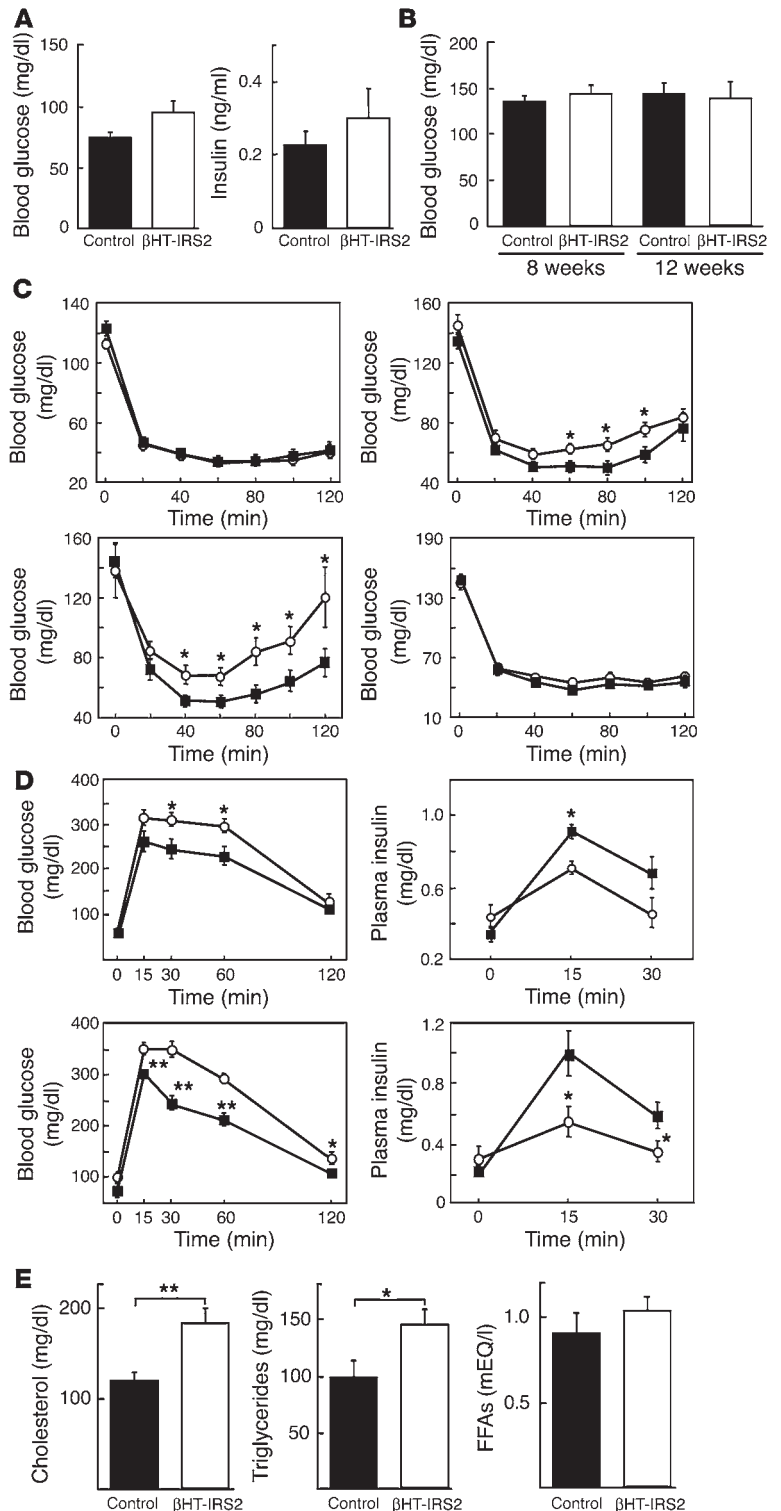 A
Blood glucose (mg/dl)
150
100
50
0
Control βHT-IRS2
Insulin (ng/ml)
0.4
0.2
0
Control βHT-IRS2
B
Blood glucose (mg/dl)
200
150
100
50
0
Control βHT-IRS2 Control βHT-IRS2
8 weeks 12 weeks
C
Blood glucose
(mg/dl)
140
100
60
20
0 40 80 120
Time (min)
Blood glucose
(mg/dl)
160
120
80
40
* * *
0 20 40 60 80 100 120
Time (min)
Blood glucose
(mg/dl)
160
120
80
40
* * * * *
0 40 80 120
Time (min)
Blood glucose
(mg/dl)
190
130
70
10
0 20 40 60 80 100 120
Time (min)
D
Blood glucose
(mg/dl)
400
300
200
100
* *
0 15 30 60 120
Time (min)
Plasma insulin
(mg/dl)
1.0
0.6
0.2
*
0 15 30
Time (min)
Blood glucose
(mg/dl)
400
300
200
100
** ** ** *
0 15 30 60 120
Time (min)
Plasma insulin
(mg/dl)
1.2
0.8
0.4
0
* *
0 15 30
Time (min)
E
Cholesterol (mg/dl)
200
100
**
Control βHT-IRS2
Triglycerides (mg/dl)
150
100
50
*
Control βHT-IRS2
FFAs (mEQ/l)
1.0
0.5
Control βHT-IRS2